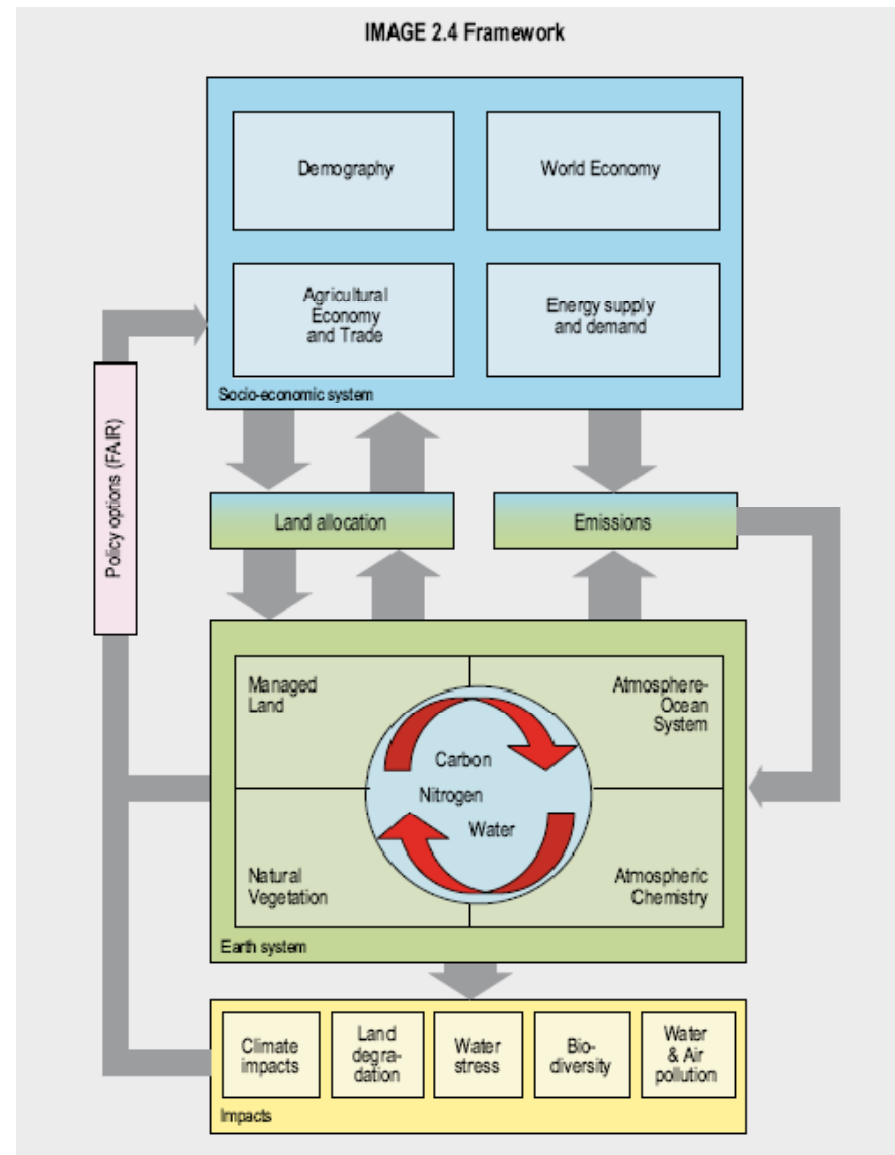 IMAGE 2.4 Framework
Demography
World Economy
Agricultural
Economy
and Trade
Energy supply
and demand
Socio-economic system
Policy options (FAIR)
Land allocation
Emissions
Managed
Land
Atmosphere-
Ocean
System
Carbon
Nitrogen
Water
Natural
Vegetation
Atmospheric
Chemistry
Earth system
Climate
impacts
Land
degra-
dation
Water
stress
Bio-
diversity
Water
& Air
pollution
Impacts